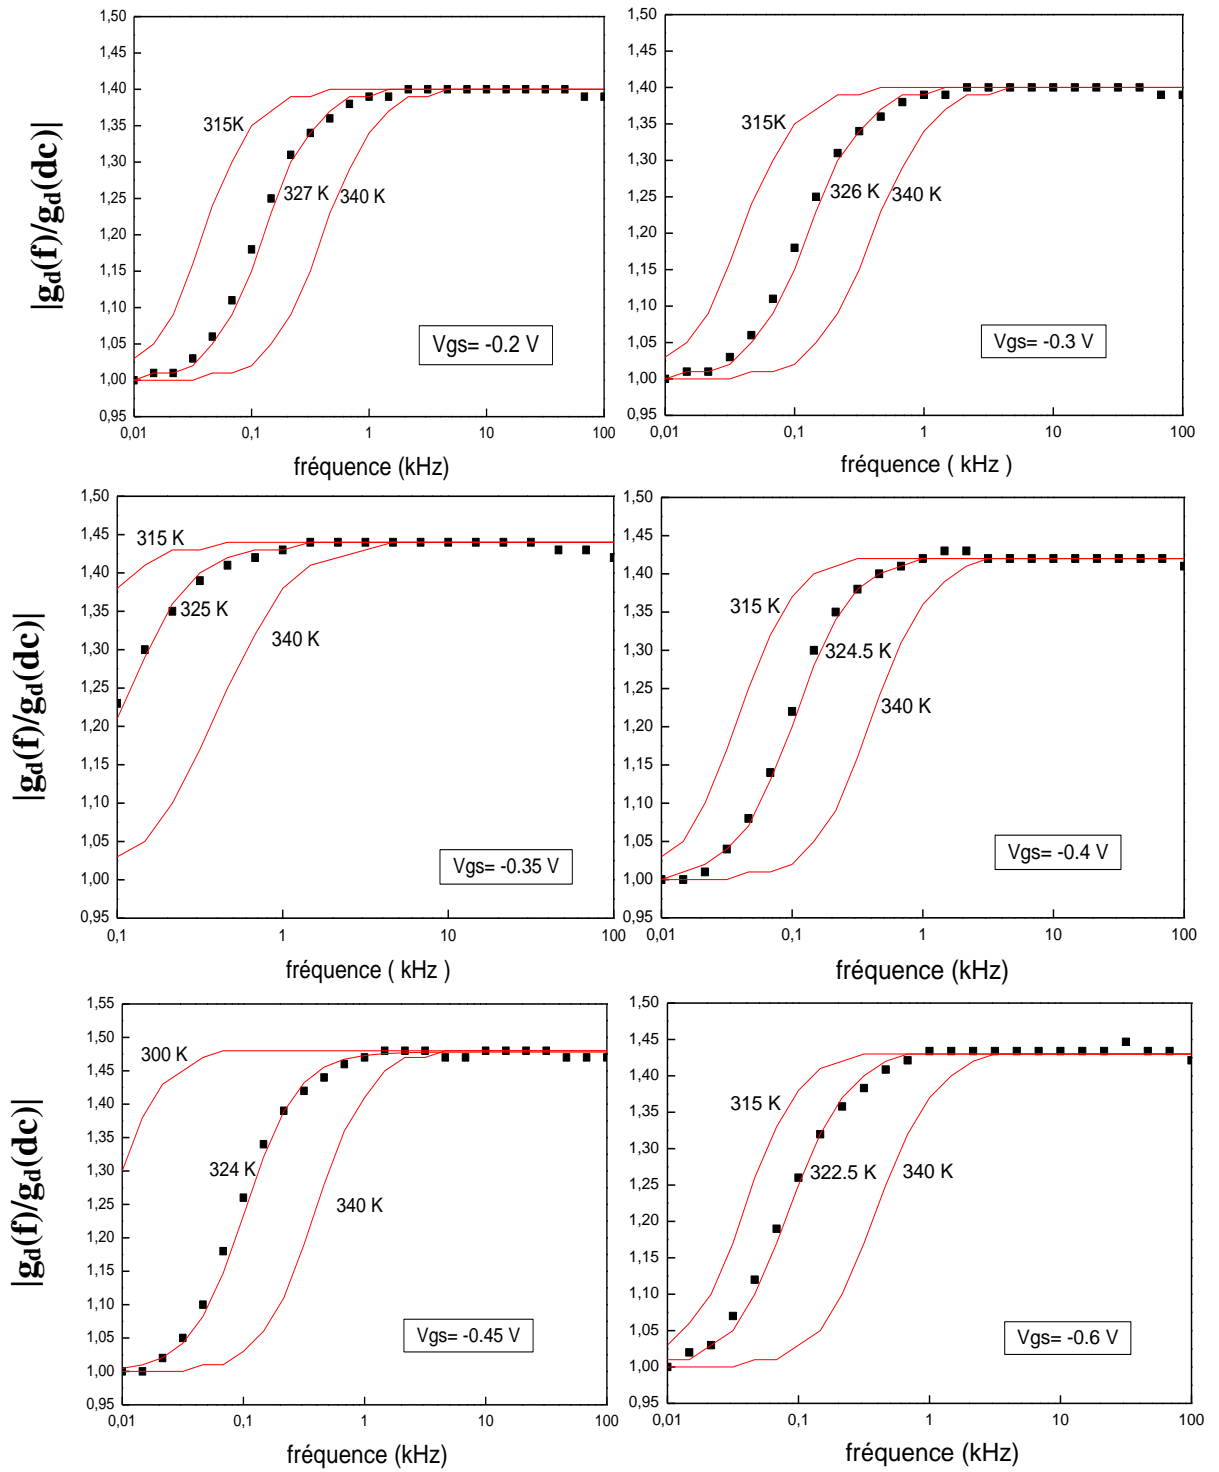 |g_d(f)/g_d(dc)|
1,50
1,45
1,40
1,35
1,30
1,25
1,20
1,15
1,10
1,05
1,00
0,95
315K
327 K
340 K
Vgs= -0.2 V
0,01 0,1 1 10 100
fréquence (kHz)
1,50
1,45
1,40
1,35
1,30
1,25
1,20
1,15
1,10
1,05
1,00
0,95
315K
326 K
340 K
Vgs= -0.3 V
0,01 0,1 1 10 100
fréquence ( kHz )
|g_d(f)/g_d(dc)|
1,50
1,45
1,40
1,35
1,30
1,25
1,20
1,15
1,10
1,05
1,00
0,95
315 K
325 K
340 K
Vgs= -0.35 V
0,1 1 10 100
fréquence ( kHz )
1,50
1,45
1,40
1,35
1,30
1,25
1,20
1,15
1,10
1,05
1,00
0,95
315 K
324.5 K
340 K
Vgs= -0.4 V
0,01 0,1 1 10 100
fréquence (kHz)
|g_d(f)/g_d(dc)|
1,55
1,50
1,45
1,40
1,35
1,30
1,25
1,20
1,15
1,10
1,05
1,00
0,95
300 K
324 K
340 K
Vgs= -0.45 V
0,01 0,1 1 10 100
fréquence (kHz)
1,50
1,45
1,40
1,35
1,30
1,25
1,20
1,15
1,10
1,05
1,00
0,95
315 K
322.5 K
340 K
Vgs= -0.6 V
0,01 0,1 1 10 100
fréquence (kHz)